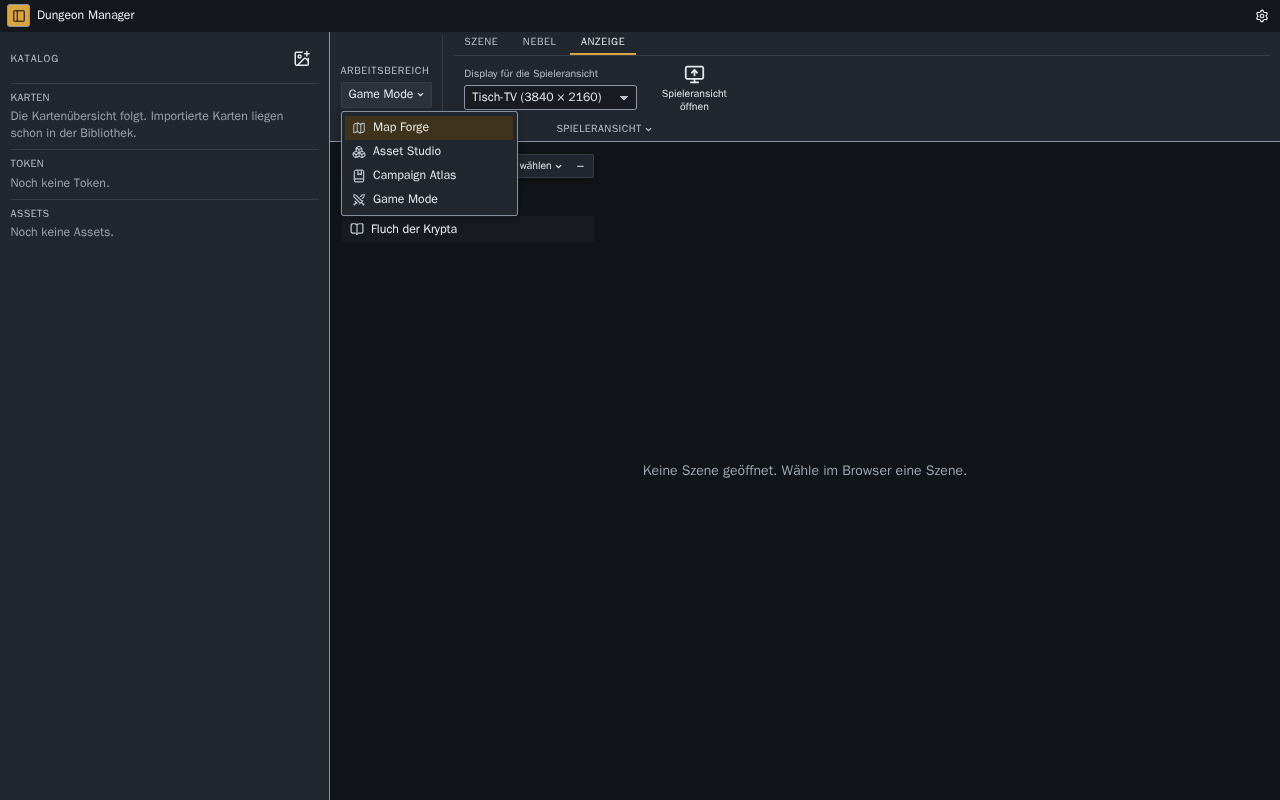 Dungeon Manager
KATALOG
KARTEN
Die Kartenübersicht folgt. Importierte Karten liegen
schon in der Bibliothek.
TOKEN
Noch keine Token.
ASSETS
Noch keine Assets.
ARBEITSBEREICH
Game Mode
SZENE
NEBEL
ANZEIGE
Display für die Spieleransicht
Tisch-TV (3840 × 2160)
Spieleransicht
öffnen
SPIELERANSICHT
Map Forge
Asset Studio
Campaign Atlas
Game Mode
wählen
Fluch der Krypta
Keine Szene geöffnet. Wähle im Browser eine Szene.